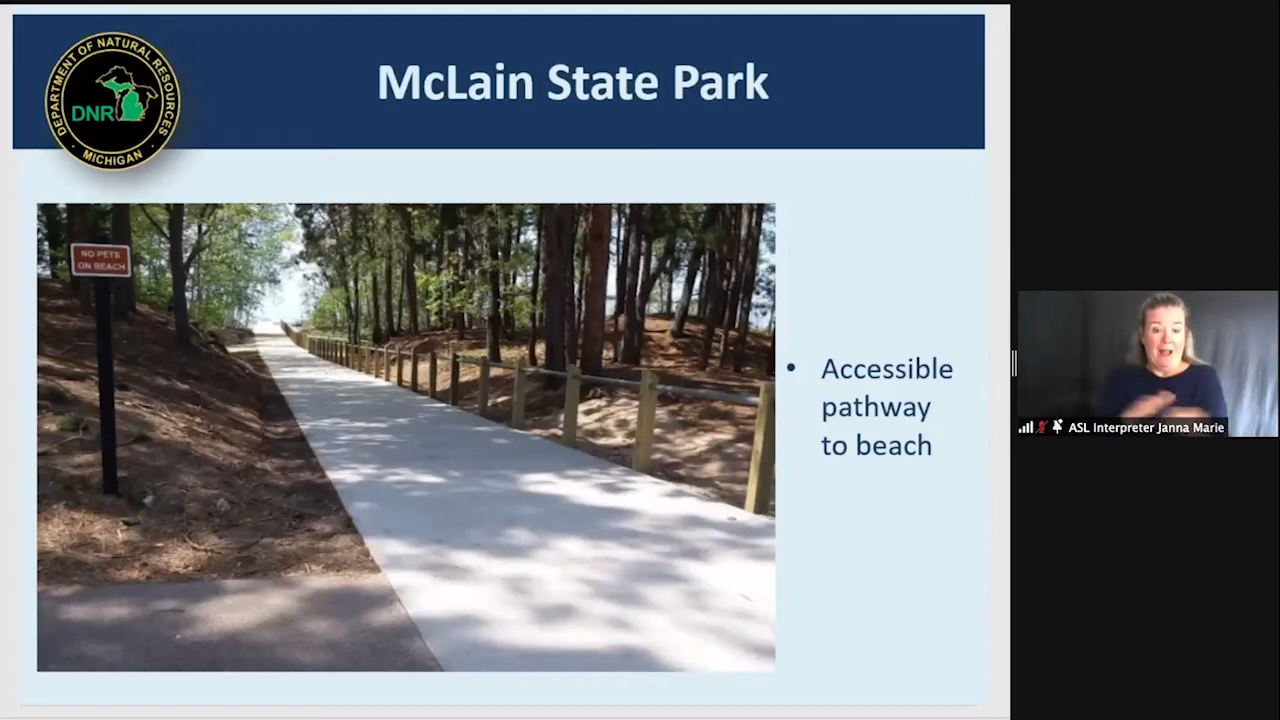 McLain State Park
DEPARTMENT OF NATURAL RESOURCES
DNR
MICHIGAN
NO PETS
ON BEACH
• Accessible
pathway
to beach
ASL Interpreter Janna Marie